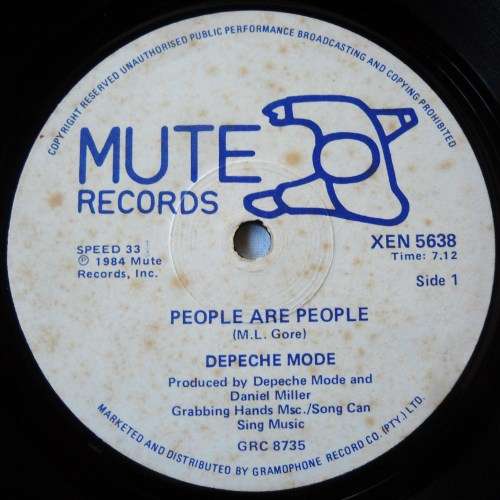 COPYRIGHT RESERVED UNAUTHORISED PUBLIC PERFORMANCE BROADCASTING AND COPYING PROHIBITED
MUTE
RECORDS
SPEED 33⅓
℗ 1984 Mute
Records, Inc.
XEN 5638
Time: 7.12
Side 1
PEOPLE ARE PEOPLE
(M.L. Gore)
DEPECHE MODE
Produced by Depeche Mode and
Daniel Miller
Grabbing Hands Msc./Song Can
Sing Music
GRC 8735
MARKETED AND DISTRIBUTED BY GRAMOPHONE RECORD CO. (PTY.) LTD.